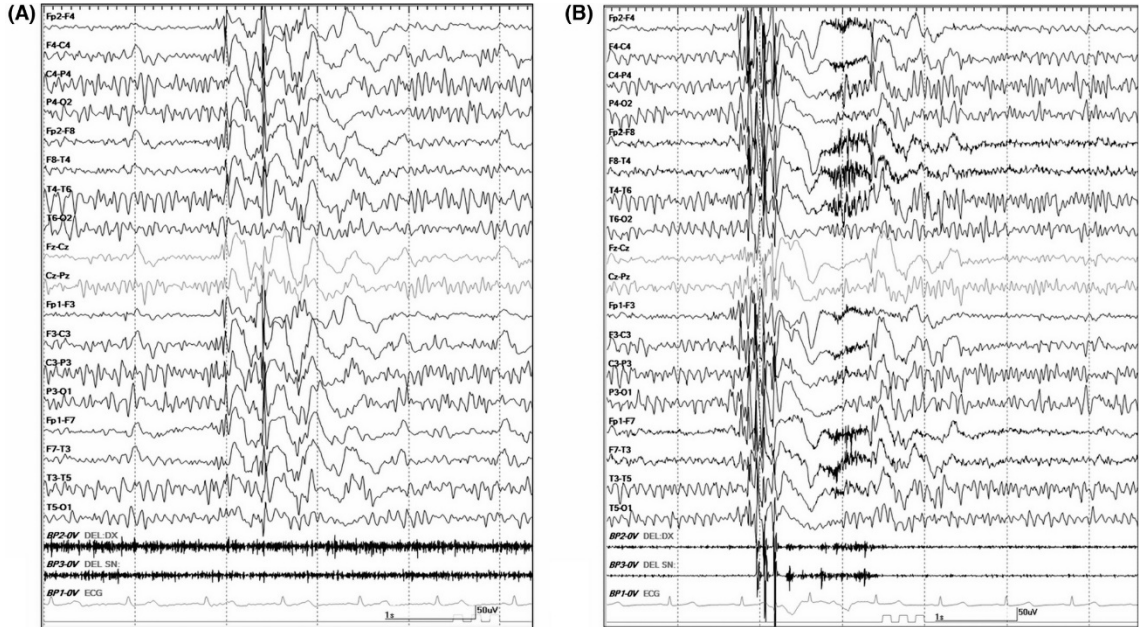 (A)
Fp2-F4
F4-C4
C4-P4
P4-O2
Fp2-F8
F8-T4
T4-T6
T6-O2
Fz-Cz
Cz-Pz
Fp1-F3
F3-C3
C3-P3
P3-O1
Fp1-F7
F7-T3
T3-T5
T5-O1
BP2-0V DEL:DX
BP3-0V DEL SN:
BP1-0V ECG
1s
50uV
(B)
Fp2-F4
F4-C4
C4-P4
P4-O2
Fp2-F8
F8-T4
T4-T6
T6-O2
Fz-Cz
Cz-Pz
Fp1-F3
F3-C3
C3-P3
P3-O1
Fp1-F7
F7-T3
T3-T5
T5-O1
BP2-0V DEL:DX
BP3-0V DEL SN:
BP1-0V ECG
1s
50uV